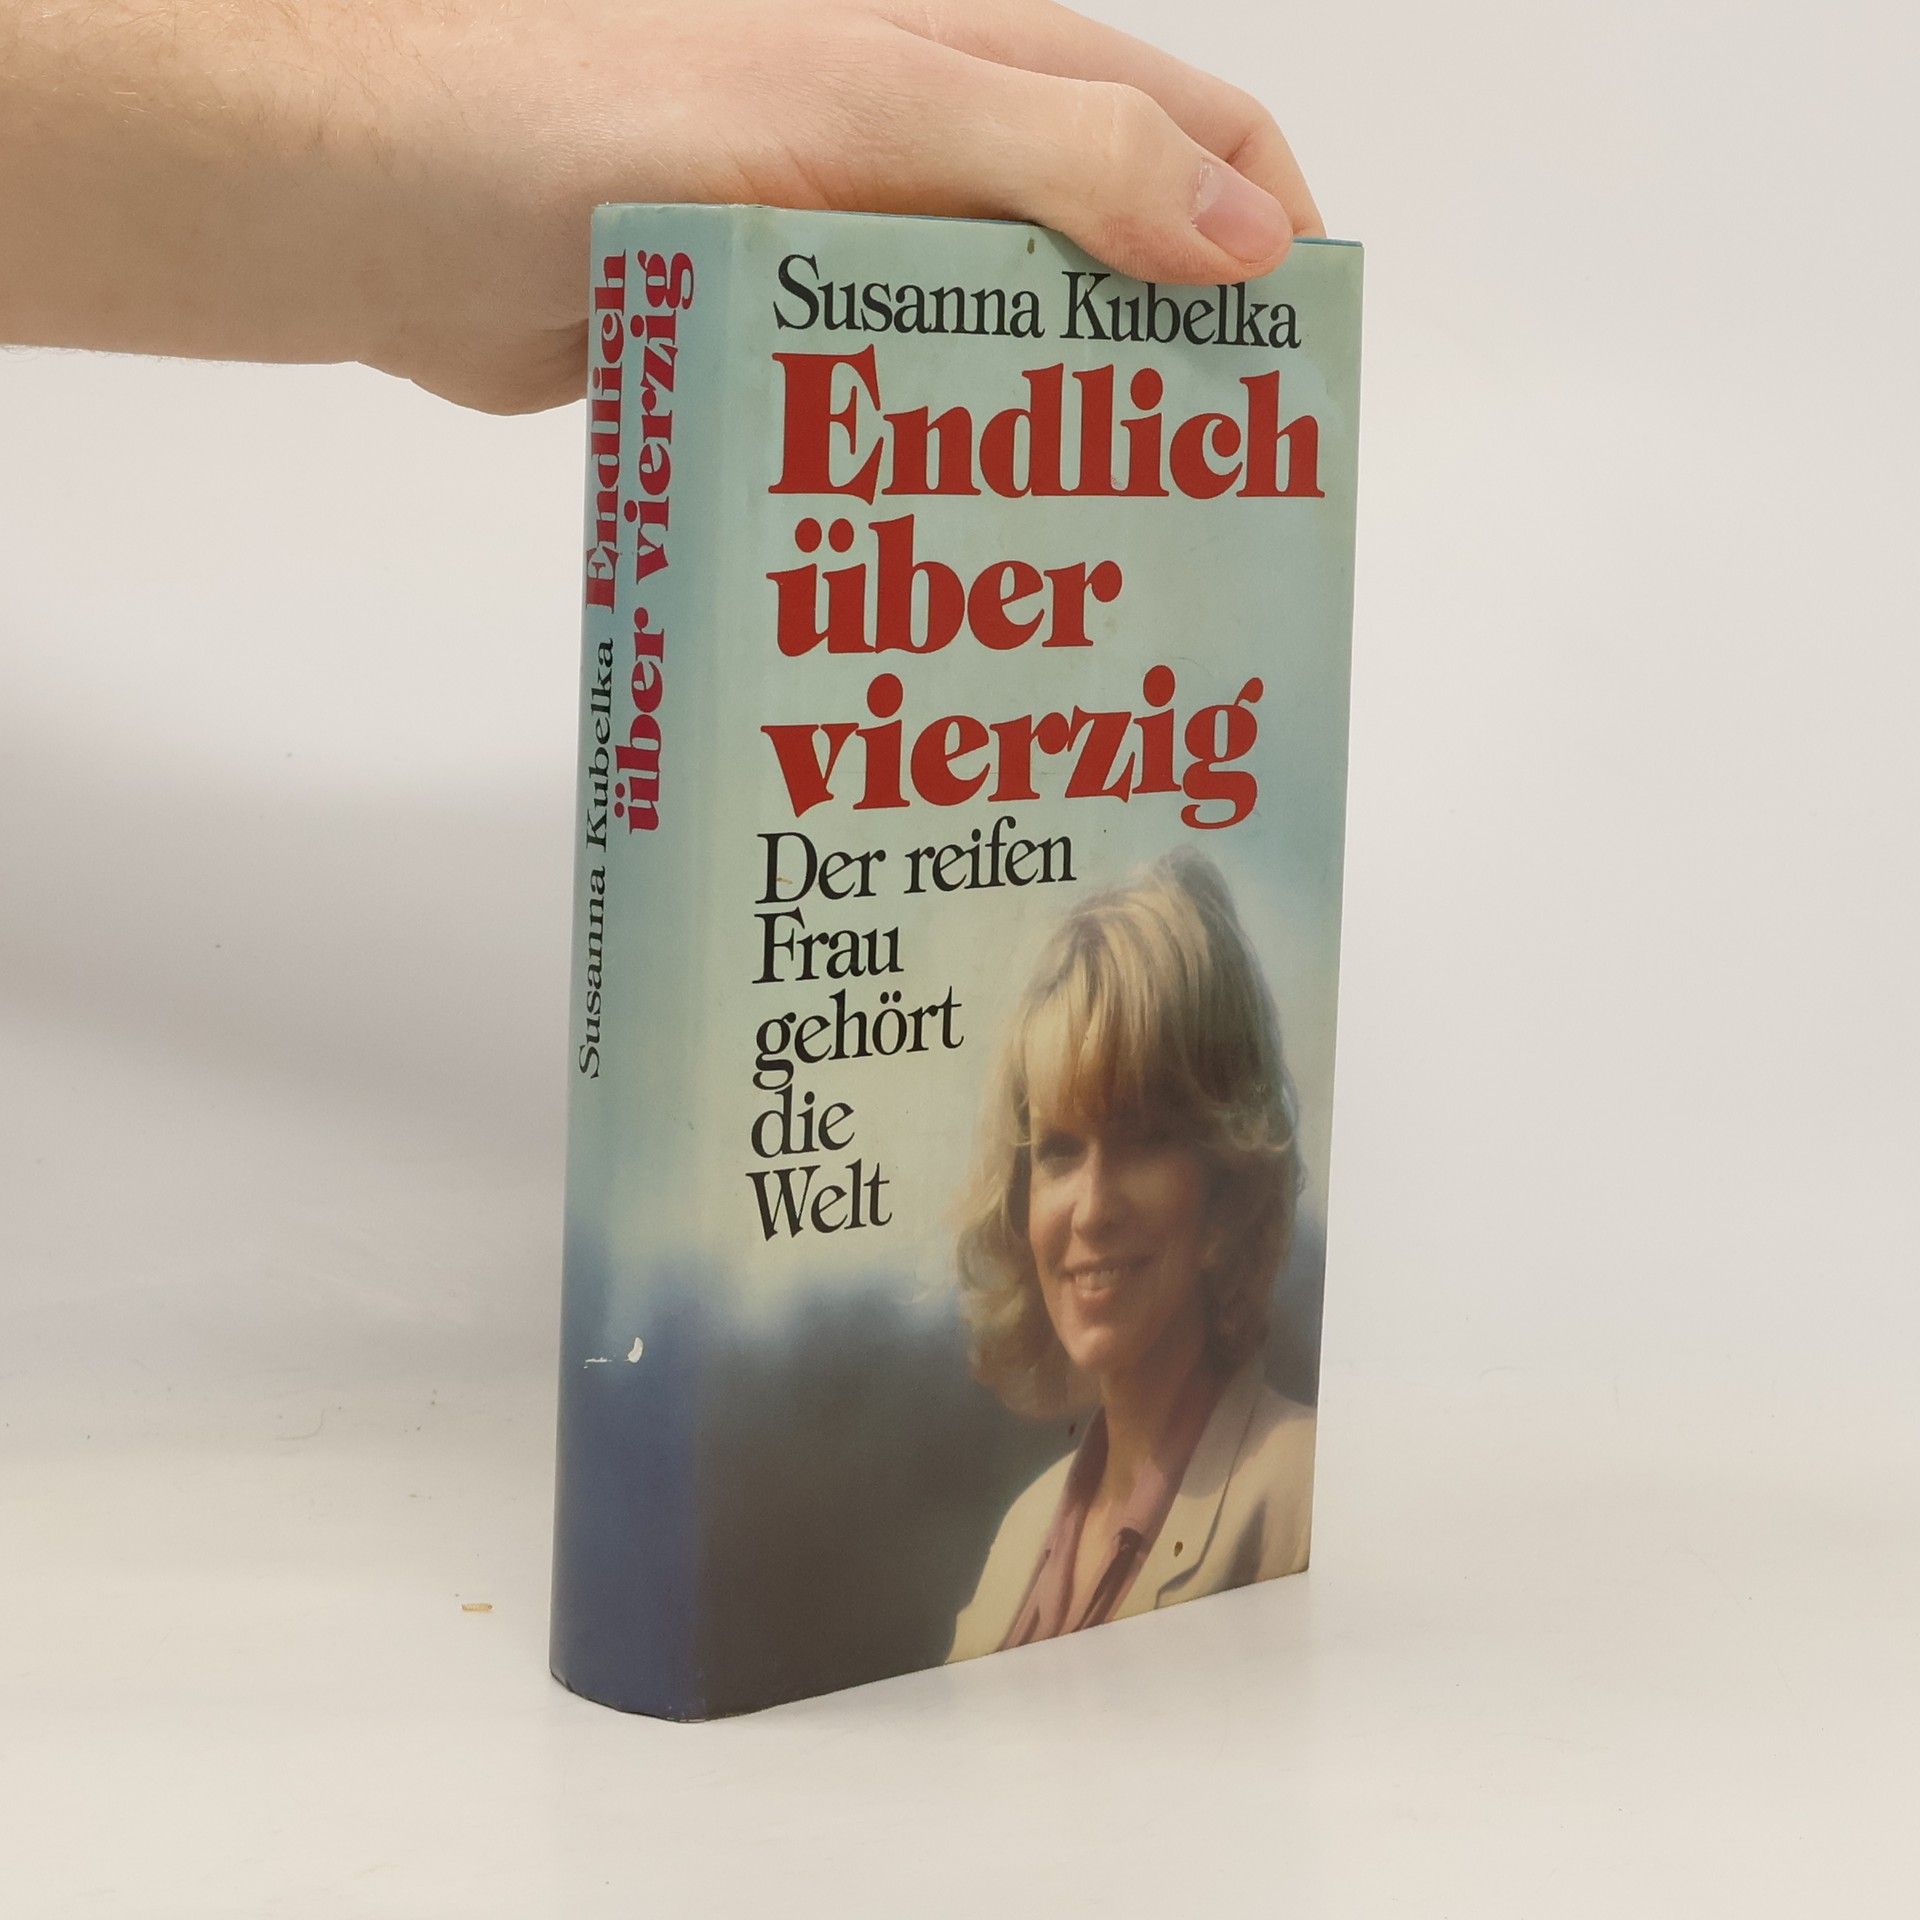 Susanna Kubelka
Endlich
über
vierzig
Der reifen
Frau
gehört
die
Welt
Susanna Kubelka Endlich
über vierzig